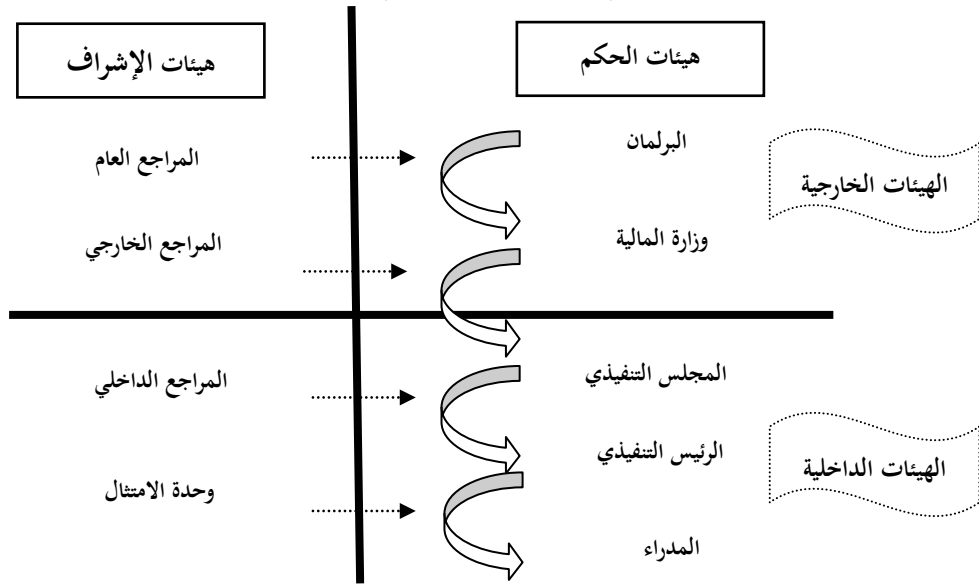 هيئات الحكم
هيئات الإشراف
البرلمان
المراجع العام
الهيئات الخارجية
وزارة المالية
المراجع الخارجي
المجلس التنفيذي
المراجع الداخلي
الرئيس التنفيذي
الهيئات الداخلية
وحدة الامتثال
المدراء